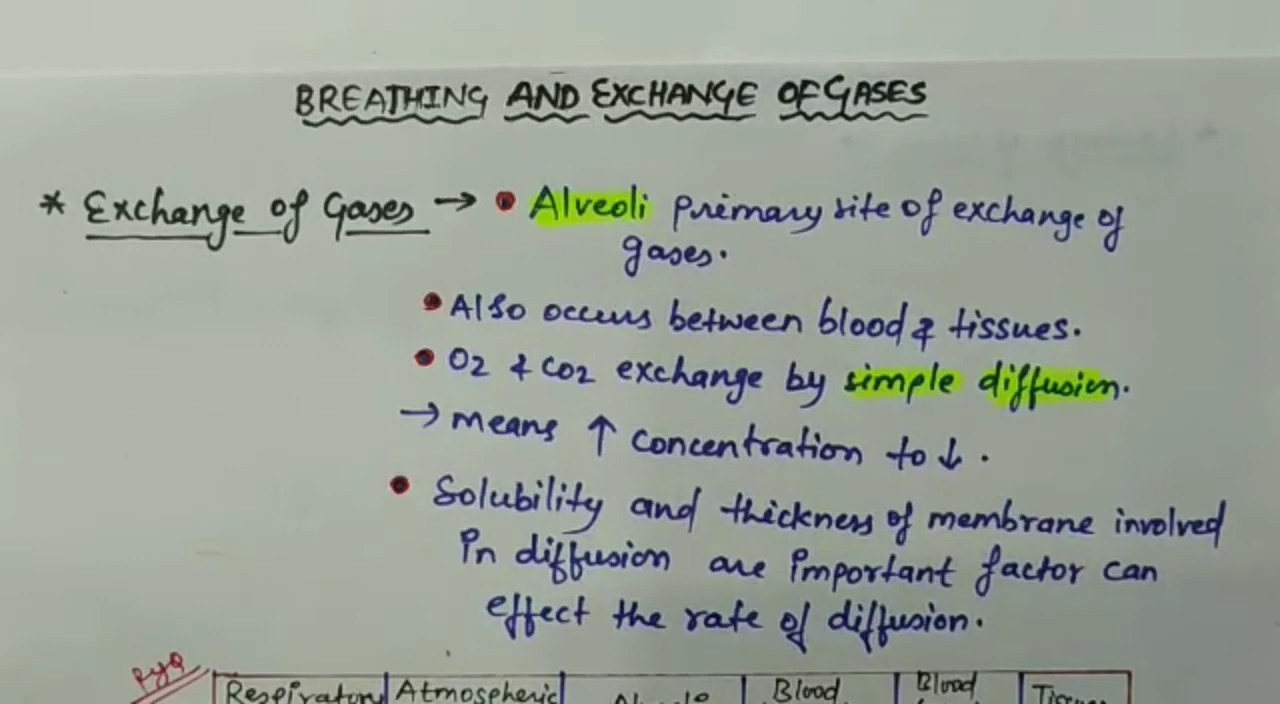 BREATHING AND EXCHANGE OF GASES
* Exchange of Gases → • Alveoli primary site of exchange of
gases.
• Also occurs between blood & tissues.
• O2 & CO2 exchange by simple diffusion.
→ means ↑ concentration to ↓.
• Solubility and thickness of membrane involved
in diffusion are important factor can
effect the rate of diffusion.
PYQ
Respiratory Atmospheric Blood Blood